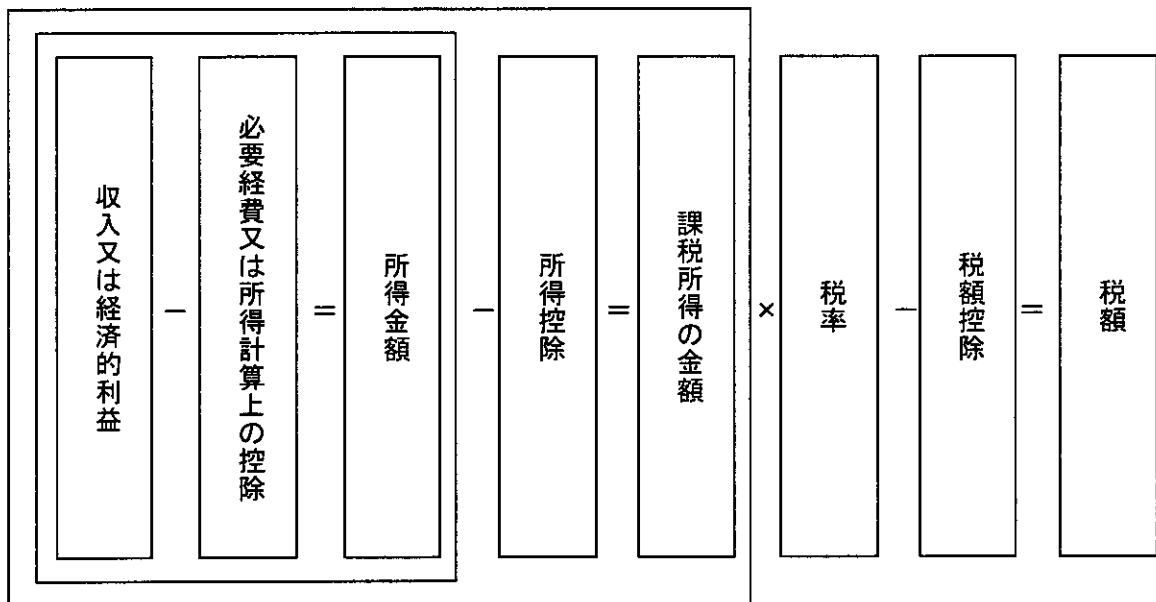 収入又は経済的利益
－
必要経費又は所得計算上の控除
＝
所得金額
－
所得控除
＝
課税所得の金額
×
税率
－
税額控除
＝
税額